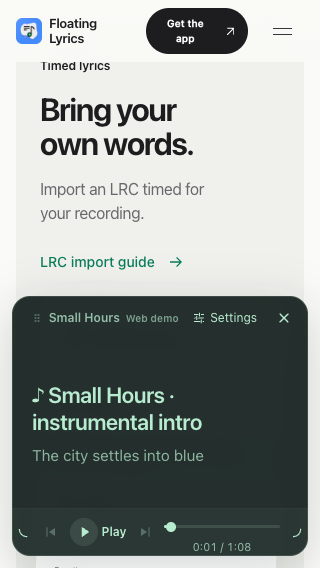 Floating
Lyrics
Get the
app
Timed lyrics
Bring your
own words.
Import an LRC timed for
your recording.
LRC import guide →
Small Hours Web demo Settings
♪ Small Hours ·
instrumental intro
The city settles into blue
Play
0:01 / 1:08